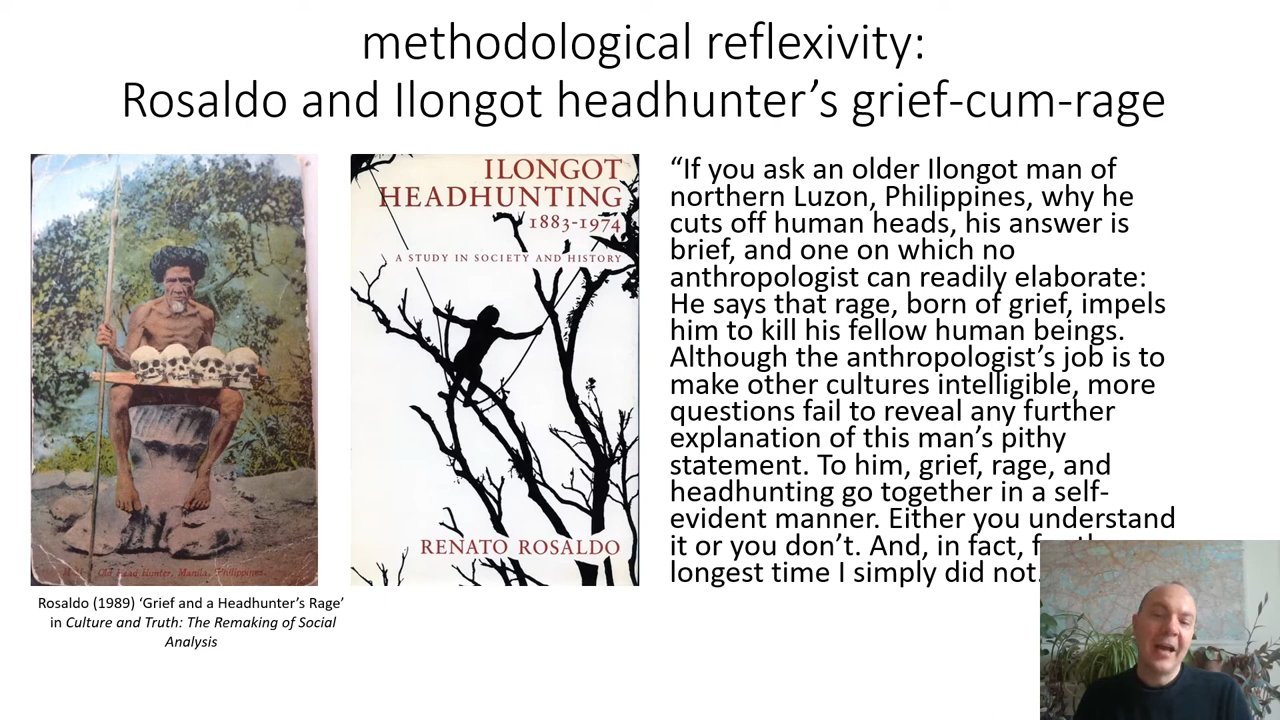 methodological reflexivity:
Rosaldo and Ilongot headhunter’s grief-cum-rage
ILONGOT
HEADHUNTING
1883-1974
A STUDY IN SOCIETY AND HISTORY
RENATO ROSALDO
Old Head Hunter, Manila, Philippines.
Rosaldo (1989) ‘Grief and a Headhunter’s Rage’
in Culture and Truth: The Remaking of Social
Analysis
“If you ask an older Ilongot man of
northern Luzon, Philippines, why he
cuts off human heads, his answer is
brief, and one on which no
anthropologist can readily elaborate:
He says that rage, born of grief, impels
him to kill his fellow human beings.
Although the anthropologist’s job is to
make other cultures intelligible, more
questions fail to reveal any further
explanation of this man’s pithy
statement. To him, grief, rage, and
headhunting go together in a self-
evident manner. Either you understand
it or you don’t. And, in fact,
longest time I simply did not.